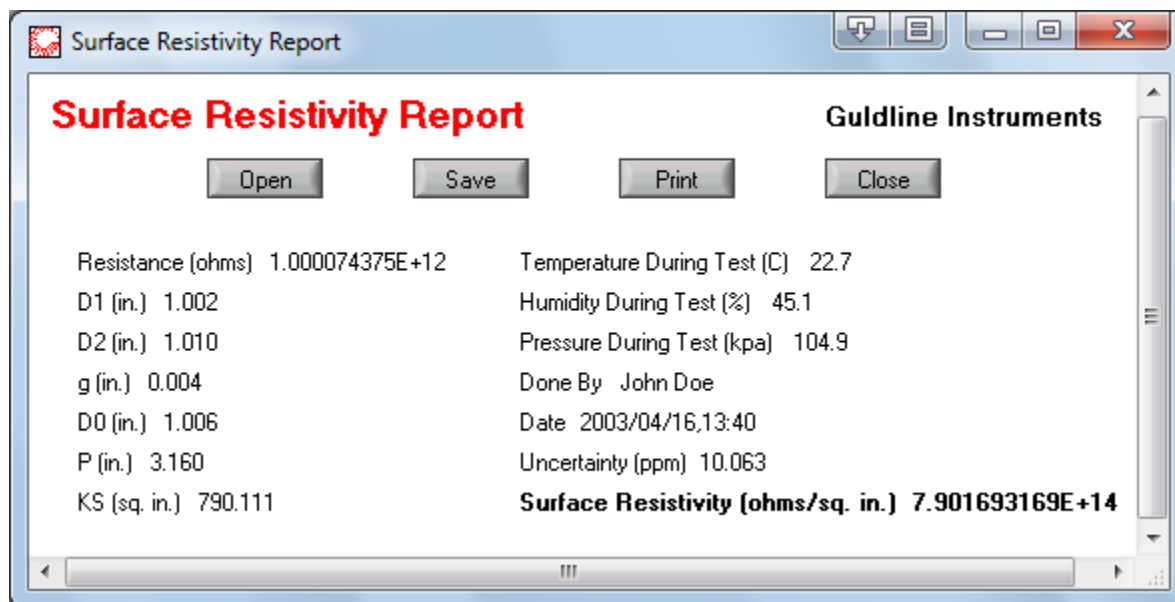 Surface Resistivity Report
Surface Resistivity Report
Guldline Instruments
Open Save Print Close
Resistance (ohms) 1.000074375E+12
D1 (in.) 1.002
D2 (in.) 1.010
g (in.) 0.004
D0 (in.) 1.006
P (in.) 3.160
KS (sq. in.) 790.111
Temperature During Test (C) 22.7
Humidity During Test (%) 45.1
Pressure During Test (kpa) 104.9
Done By John Doe
Date 2003/04/16,13:40
Uncertainty (ppm) 10.063
Surface Resistivity (ohms/sq. in.) 7.901693169E+14